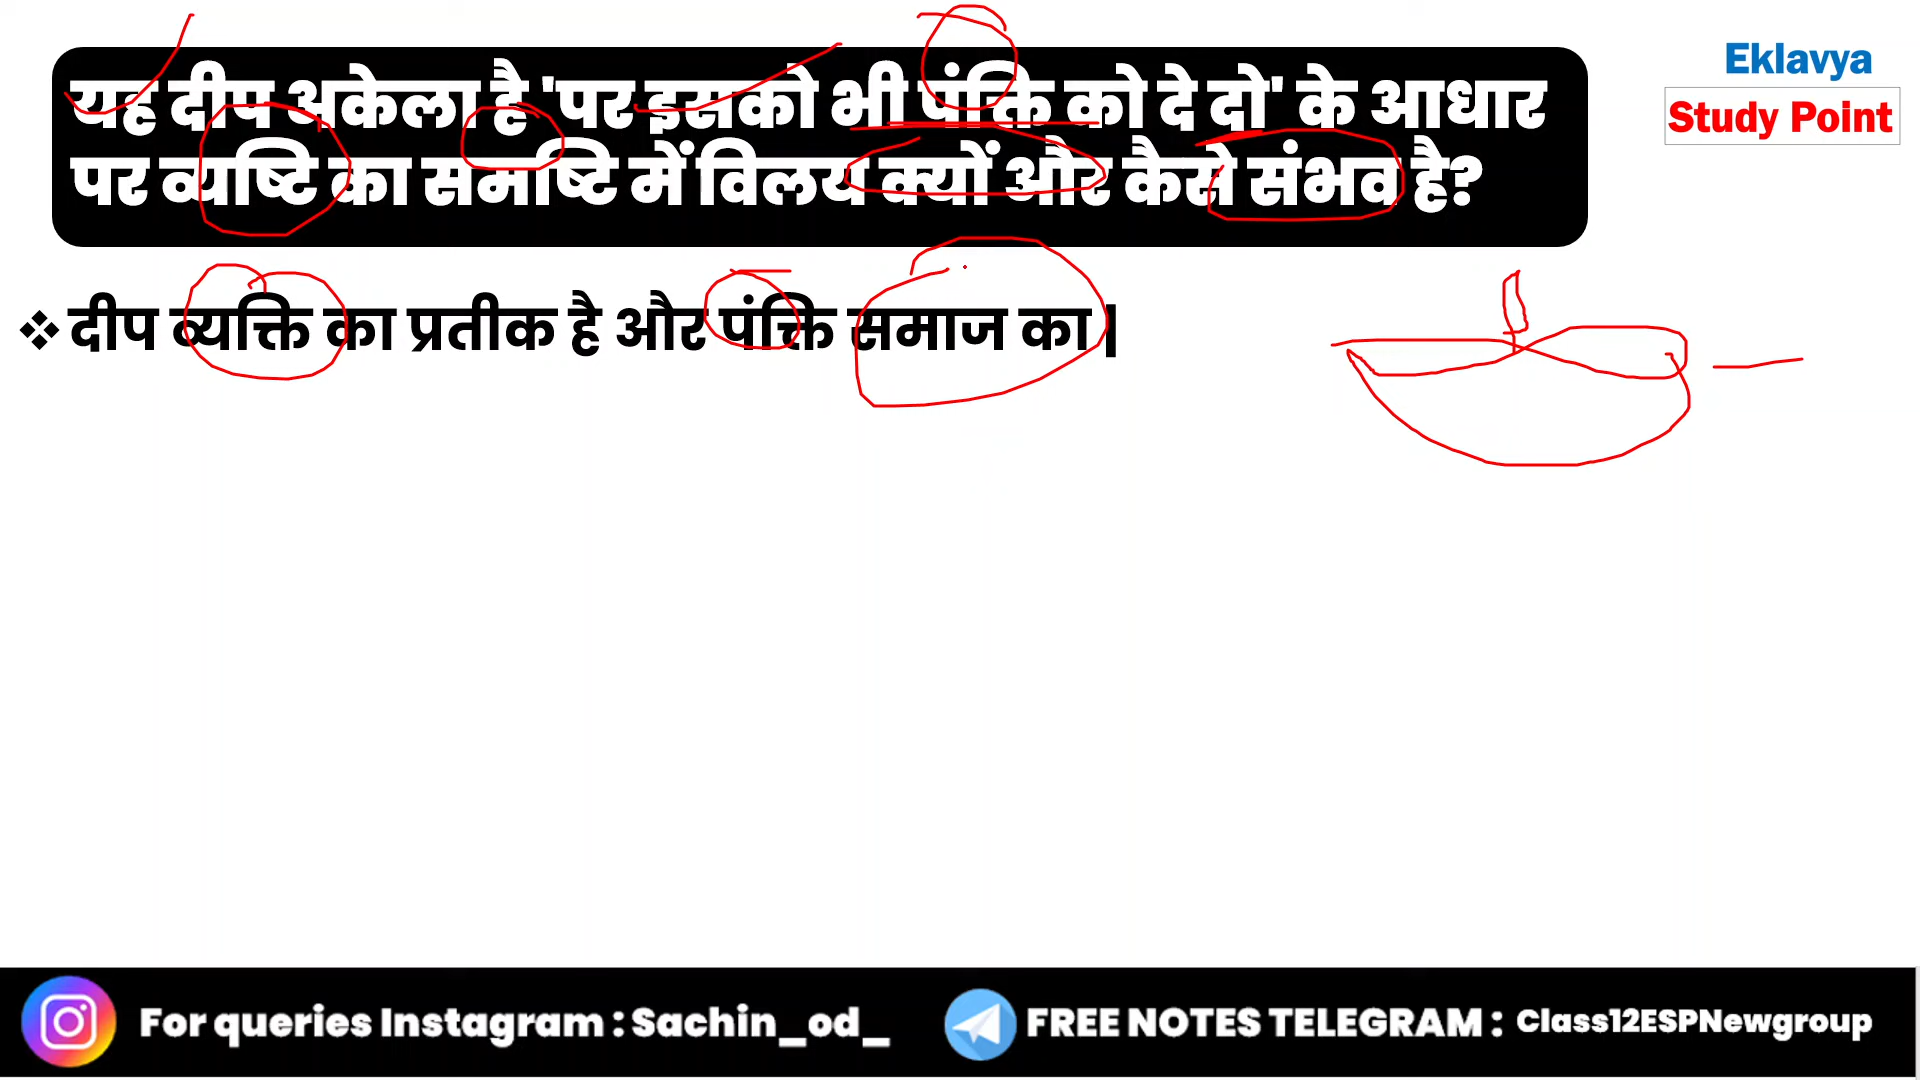 यह दीप अकेला है 'पर इसको भी पंक्ति को दे दो' के आधार
पर व्यष्टि का समष्टि में विलय क्यों और कैसे संभव है?
Eklavya
Study Point
❖ दीप व्यक्ति का प्रतीक है और पंक्ति समाज का|
For queries Instagram : Sachin_od_
FREE NOTES TELEGRAM : Class12ESPNewgroup